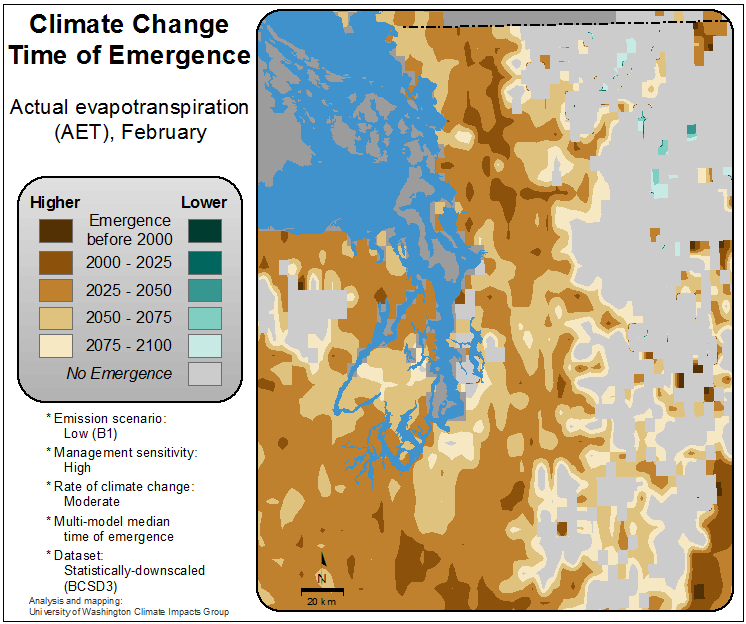 Climate Change
Time of Emergence
Actual evapotranspiration
(AET), February
Higher Lower
Emergence
before 2000
2000 - 2025
2025 - 2050
2050 - 2075
2075 - 2100
No Emergence
* Emission scenario:
Low (B1)
* Management sensitivity:
High
* Rate of climate change:
Moderate
* Multi-model median
time of emergence
* Dataset:
Statistically-downscaled
(BCSD3)
Analysis and mapping:
University of Washington Climate Impacts Group
N
20 km